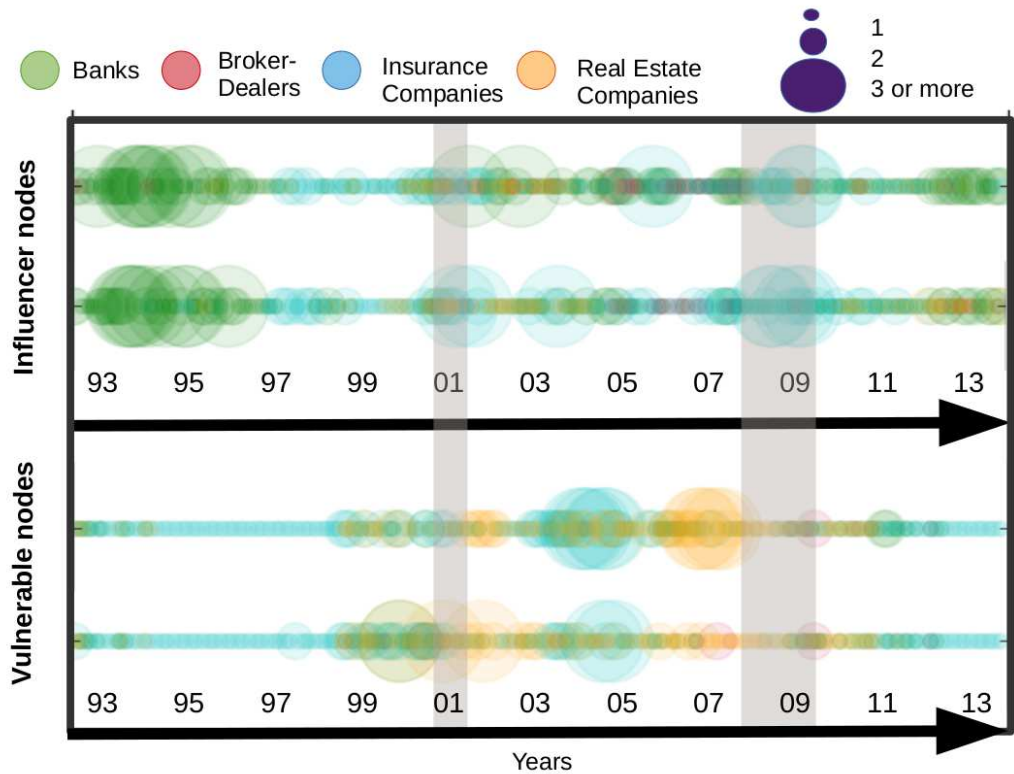 Banks
Broker-
Dealers
Insurance
Companies
Real Estate
Companies
1
2
3 or more
Influencer nodes
93 95 97 99 01 03 05 07 09 11 13
Vulnerable nodes
93 95 97 99 01 03 05 07 09 11 13
Years